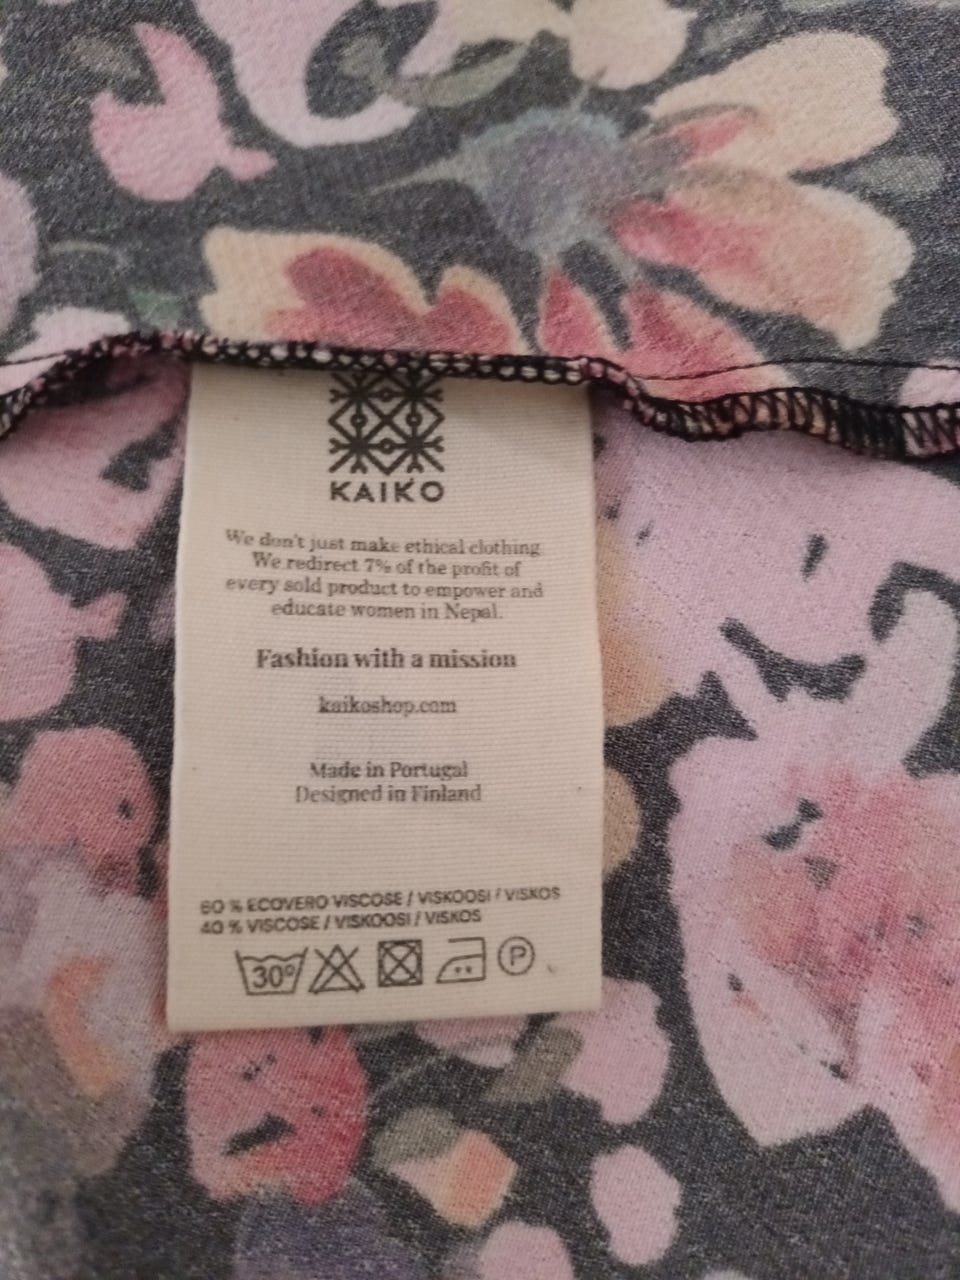 KAIKO
We don't just make ethical clothing.
We redirect 7% of the profit of
every sold product to empower and
educate women in Nepal.
Fashion with a mission
kaikoshop.com
Made in Portugal
Designed in Finland
60 % ECOVERO VISCOSE / VISKOOSI / VISKOS
40 % VISCOSE / VISKOOSI / VISKOS
30° P